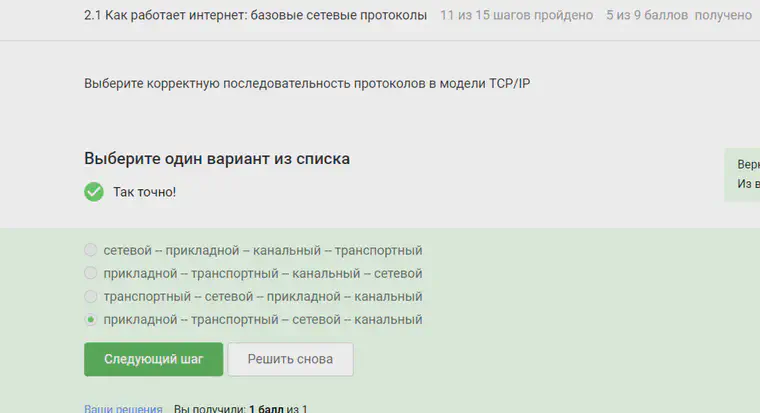 2.1 Как работает интернет: базовые сетевые протоколы 11 из 15 шагов пройдено 5 из 9 баллов получено
Выберите корректную последовательность протоколов в модели TCP/IP
Выберите один вариант из списка
Так точно!
Из в
сетевой -- прикладной -- канальный -- транспортный
прикладной -- транспортный -- канальный -- сетевой
транспортный -- сетевой -- прикладной -- канальный
прикладной -- транспортный -- сетевой -- канальный
Следующий шаг Решить снова
Ваши решения Вы получили: 1 балл из 1